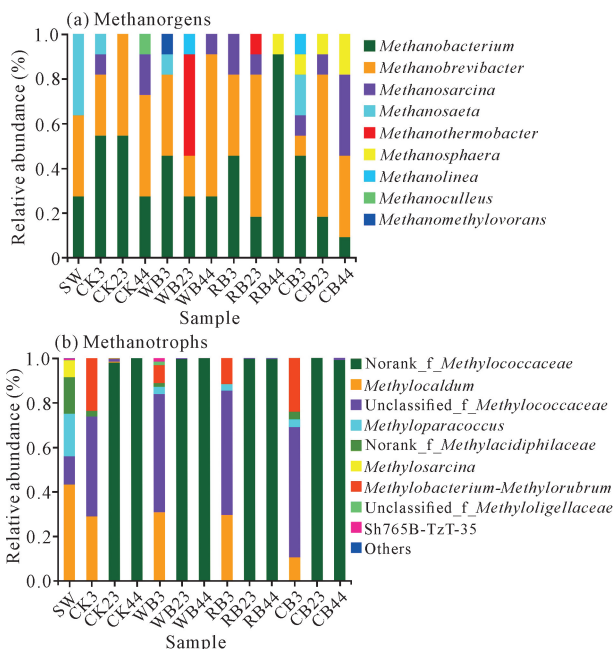 (a) Methanorgens
Relative abundance (%)
1.0
0.8
0.6
0.4
0.2
0
SW CK3 CK23 CK44 WB3 WB23 WB44 RB3 RB23 RB44 CB3 CB23 CB44
Sample
Methanobacterium
Methanobrevibacter
Methanosarcina
Methanosaeta
Methanothermobacter
Methanosphaera
Methanolinea
Methanoculleus
Methanomethylovorans
(b) Methanotrophs
Relative abundance (%)
1.0
0.8
0.6
0.4
0.2
0.0
SW CK3 CK23 CK44 WB3 WB23 WB44 RB3 RB23 RB44 CB3 CB23 CB44
Sample
Norank_f_Methylococcaceae
Methylocaldum
Unclassified_f_Methylococcaceae
Methyloparacoccus
Norank_f_Methylacidiphilaceae
Methylosarcina
Methylobacterium-Methylorubrum
Unclassified_f_Methyloligellaceae
Sh765B-TzT-35
Others